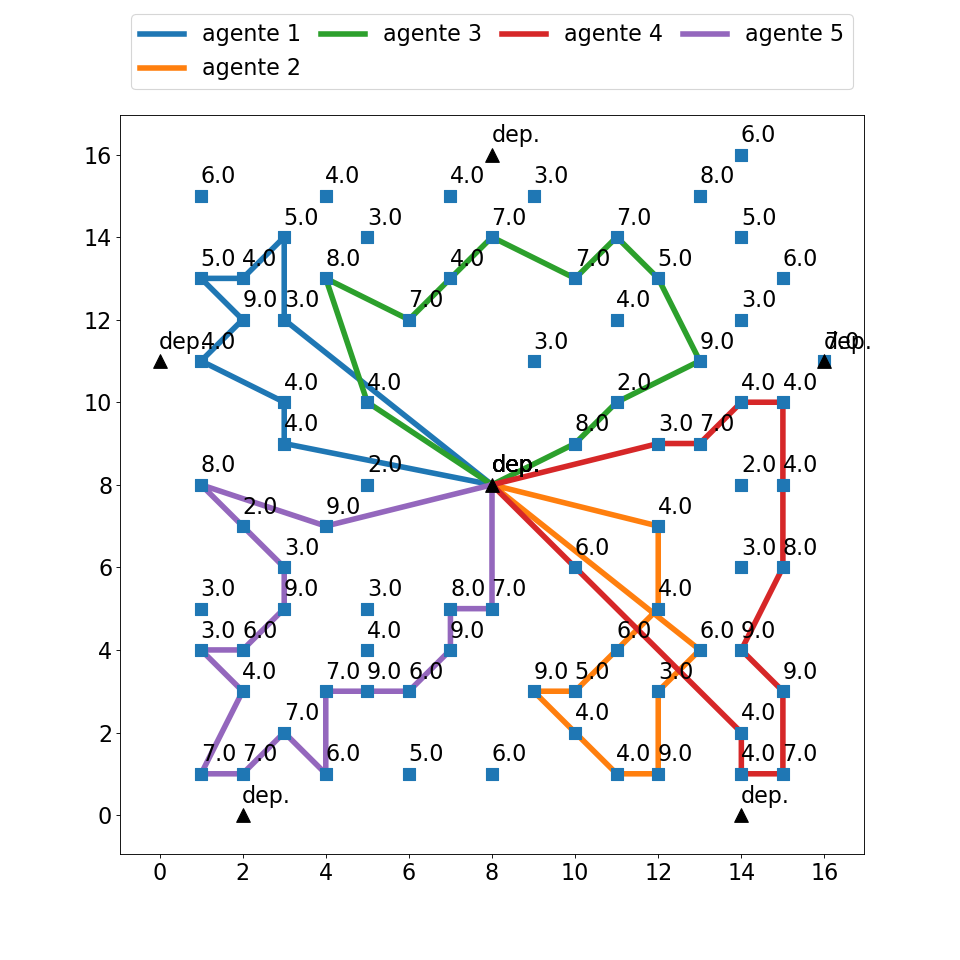 agente 1 agente 3 agente 4 agente 5
agente 2
dep. 6.0
16
6.0 4.0 4.0 3.0 8.0
5.0 3.0 7.0 7.0 5.0
14
5.0 4.0 8.0 4.0 7.0 5.0 6.0
9.0 3.0 7.0 4.0 3.0
12
dep. 4.0 3.0 9.0 7.0 dep.
4.0 4.0 2.0 4.0 4.0
10
4.0 8.0 3.0 7.0
8.0 2.0 dep. 2.0 4.0
8
2.0 9.0 4.0
3.0 6.0 3.0 8.0
6
3.0 9.0 3.0 8.0 7.0 4.0
3.0 6.0 4.0 9.0 6.0 6.0 9.0
4
4.0 7.0 9.0 6.0 9.0 5.0 3.0 9.0
7.0 4.0 4.0
2
7.0 7.0 6.0 5.0 6.0 4.0 9.0 4.0 7.0
dep. dep.
0
0 2 4 6 8 10 12 14 16